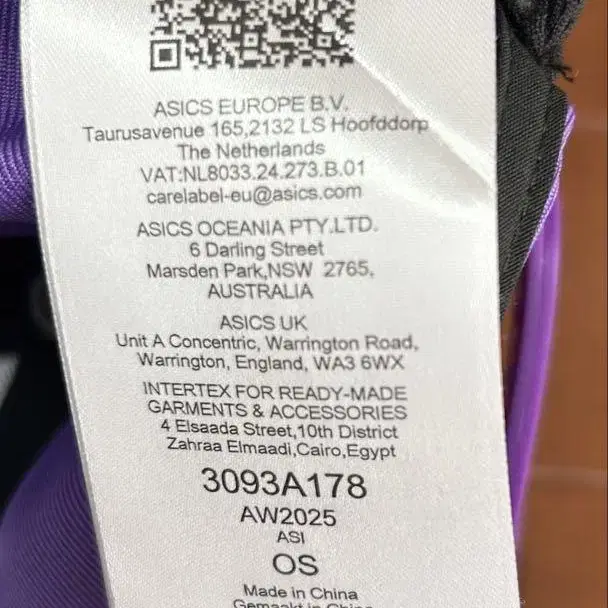 ASICS EUROPE B.V.
Taurusavenue 165,2132 LS Hoofddorp
The Netherlands
VAT:NL8033.24.273.B.01
carelabel-eu@asics.com
ASICS OCEANIA PTY.LTD.
6 Darling Street
Marsden Park,NSW 2765,
AUSTRALIA
ASICS UK
Unit A Concentric, Warrington Road,
Warrington, England, WA3 6WX
INTERTEX FOR READY-MADE
GARMENTS & ACCESSORIES
4 Elsaada Street,10th District
Zahraa Elmaadi,Cairo,Egypt
3093A178
AW2025
ASI
OS
Made in China
Gemaakt in China